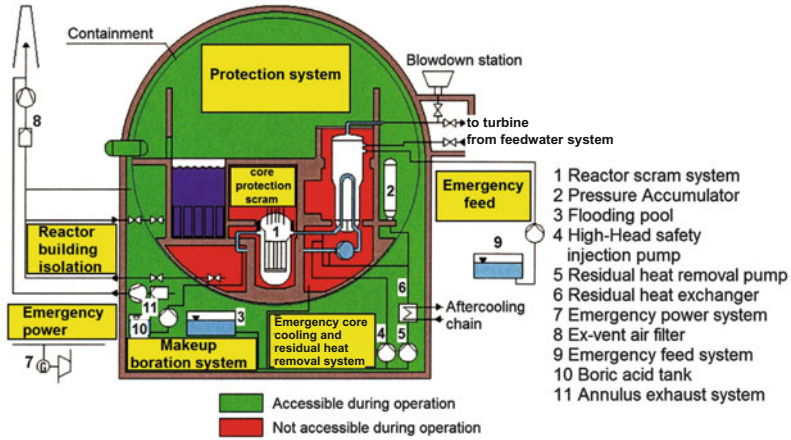 Containment
Protection system
Blowdown station
8
to turbine
from feedwater system
core
protection
scram
1
2
Emergency
feed
9
Reactor
building
isolation
6
Aftercooling
chain
Emergency
power
11
10
3
Makeup
boration system
Emergency core
cooling and
residual heat
removal system
4
5
7
G
1 Reactor scram system
2 Pressure Accumulator
3 Flooding pool
4 High-Head safety
injection pump
5 Residual heat removal pump
6 Residual heat exchanger
7 Emergency power system
8 Ex-vent air filter
9 Emergency feed system
10 Boric acid tank
11 Annulus exhaust system
Accessible during operation
Not accessible during operation